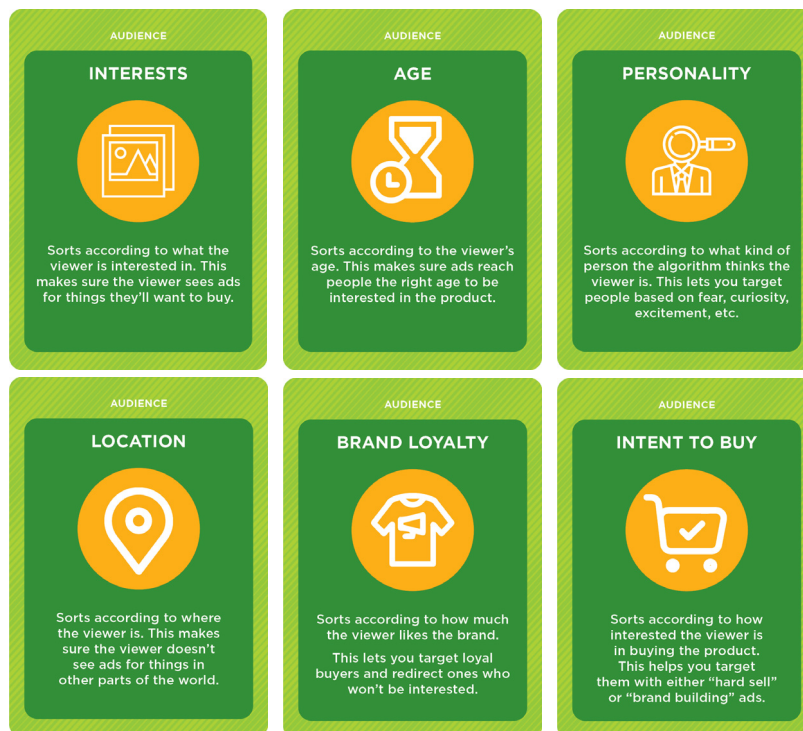 AUDIENCE
INTERESTS
Sorts according to what the
viewer is interested in. This
makes sure the viewer sees ads
for things they’ll want to buy.
AUDIENCE
AGE
Sorts according to the viewer’s
age. This makes sure ads reach
people the right age to be
interested in the product.
AUDIENCE
PERSONALITY
Sorts according to what kind of
person the algorithm thinks the
viewer is. This lets you target
people based on fear, curiosity,
excitement, etc.
AUDIENCE
LOCATION
Sorts according to where
the viewer is. This makes
sure the viewer doesn’t
see ads for things in
other parts of the world.
AUDIENCE
BRAND LOYALTY
Sorts according to how much
the viewer likes the brand.
This lets you target loyal
buyers and redirect ones who
won’t be interested.
AUDIENCE
INTENT TO BUY
Sorts according to how
interested the viewer is
in buying the product.
This helps you target
them with either “hard sell”
or “brand building” ads.